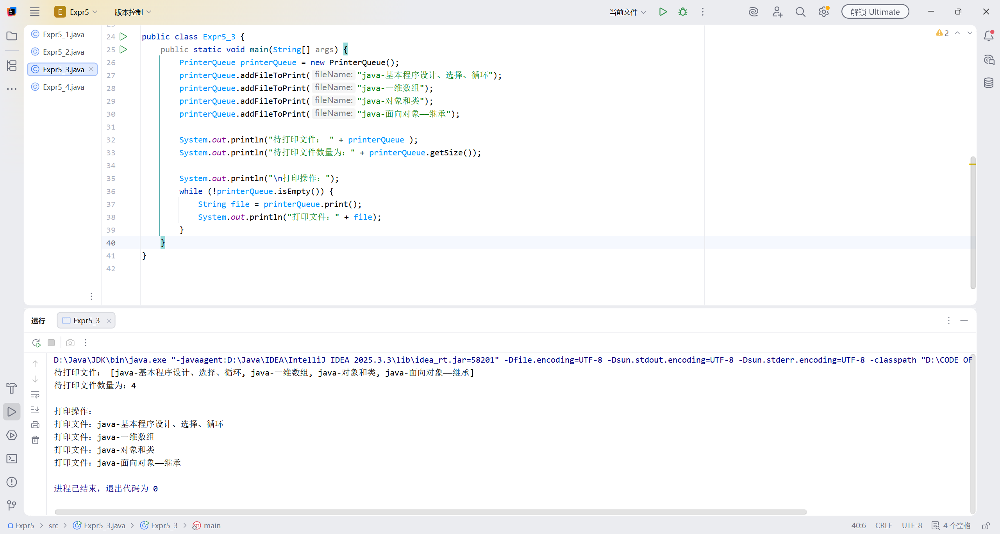 E Expr5 版本控制 当前文件 解锁 Ultimate
Expr5_1.java
Expr5_2.java
Expr5_3.java
Expr5_4.java
2
24 public class Expr5_3 {
25 public static void main(String[] args) {
26 PrinterQueue printerQueue = new PrinterQueue();
27 printerQueue.addFileToPrint( fileName: "java-基本程序设计、选择、循环");
28 printerQueue.addFileToPrint( fileName: "java-一维数组");
29 printerQueue.addFileToPrint( fileName: "java-对象和类");
30 printerQueue.addFileToPrint( fileName: "java-面向对象——继承");
31
32 System.out.println("待打印文件： " + printerQueue );
33 System.out.println("待打印文件数量为：" + printerQueue.getSize());
34
35 System.out.println("\n打印操作：");
36 while (!printerQueue.isEmpty()) {
37 String file = printerQueue.print();
38 System.out.println("打印文件：" + file);
39 }
40 }
41 }
42
运行 Expr5_3
D:\Java\JDK\bin\java.exe "-javaagent:D:\Java\IDEA\IntelliJ IDEA 2025.3.3\lib\idea_rt.jar=58201" -Dfile.encoding=UTF-8 -Dsun.stdout.encoding=UTF-8 -Dsun.stderr.encoding=UTF-8 -classpath "D:\CODE OF
待打印文件： [java-基本程序设计、选择、循环, java-一维数组, java-对象和类, java-面向对象——继承]
待打印文件数量为：4
打印操作：
打印文件：java-基本程序设计、选择、循环
打印文件：java-一维数组
打印文件：java-对象和类
打印文件：java-面向对象——继承
进程已结束，退出代码为 0
Expr5 > src > Expr5_3.java > Expr5_3 > main 40:6 CRLF UTF-8 4 个空格